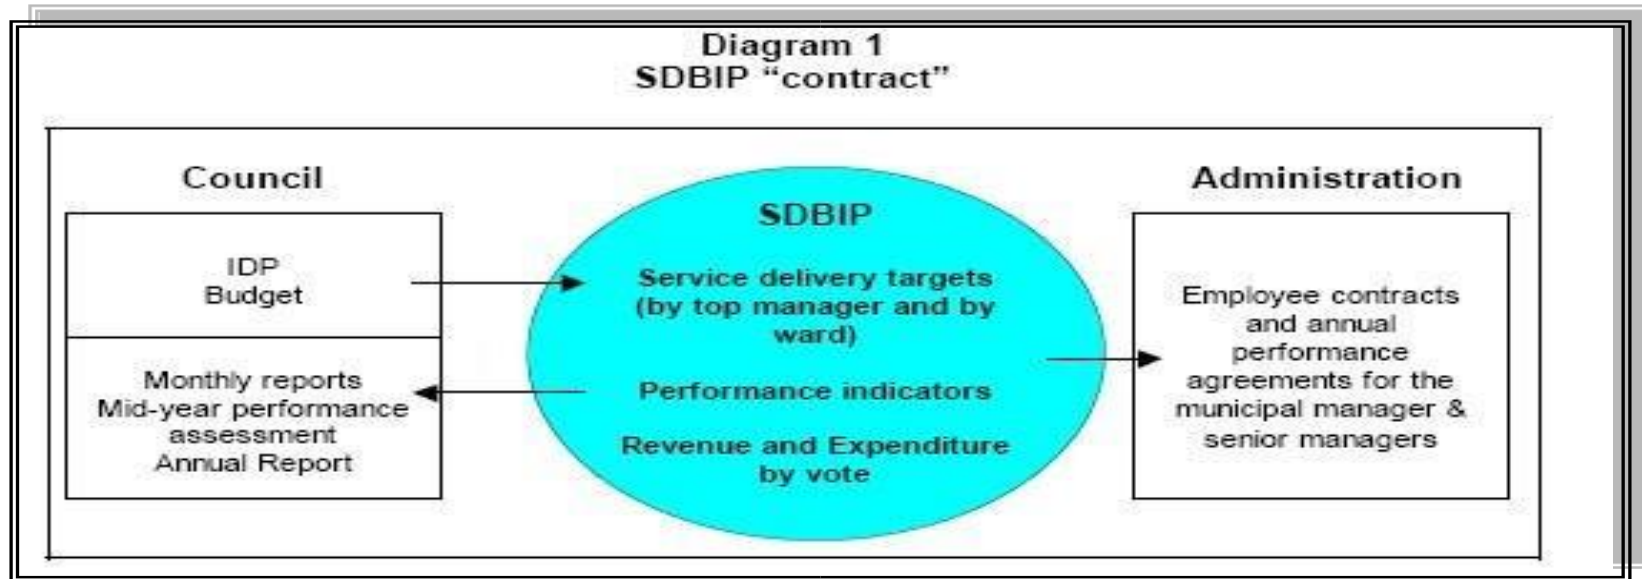 Diagram 1
SDBIP “contract”
Council
IDP
Budget
Monthly reports
Mid-year performance
assessment
Annual Report
SDBIP
Service delivery targets
(by top manager and by
ward)
Performance indicators
Revenue and Expenditure
by vote
Administration
Employee contracts
and annual
performance
agreements for the
municipal manager &
senior managers